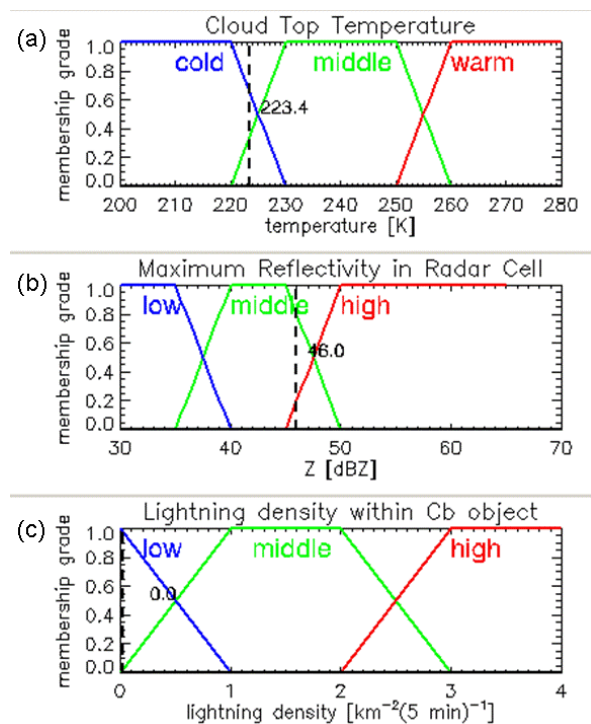 (a)
Cloud Top Temperature
membership grade
1.0
0.8
0.6
0.4
0.2
0.0
cold
middle
warm
223.4
200 210 220 230 240 250 260 270 280
temperature [K]
(b)
Maximum Reflectivity in Radar Cell
membership grade
1.0
0.8
0.6
0.4
0.2
0.0
low
middle
high
46.0
30 40 50 60 70
Z [dBZ]
(c)
Lightning density within Cb object
membership grade
1.0
0.8
0.6
0.4
0.2
0.0
low
middle
high
0.0
0 1 2 3 4
lightning density [km⁻²(5 min)⁻¹]